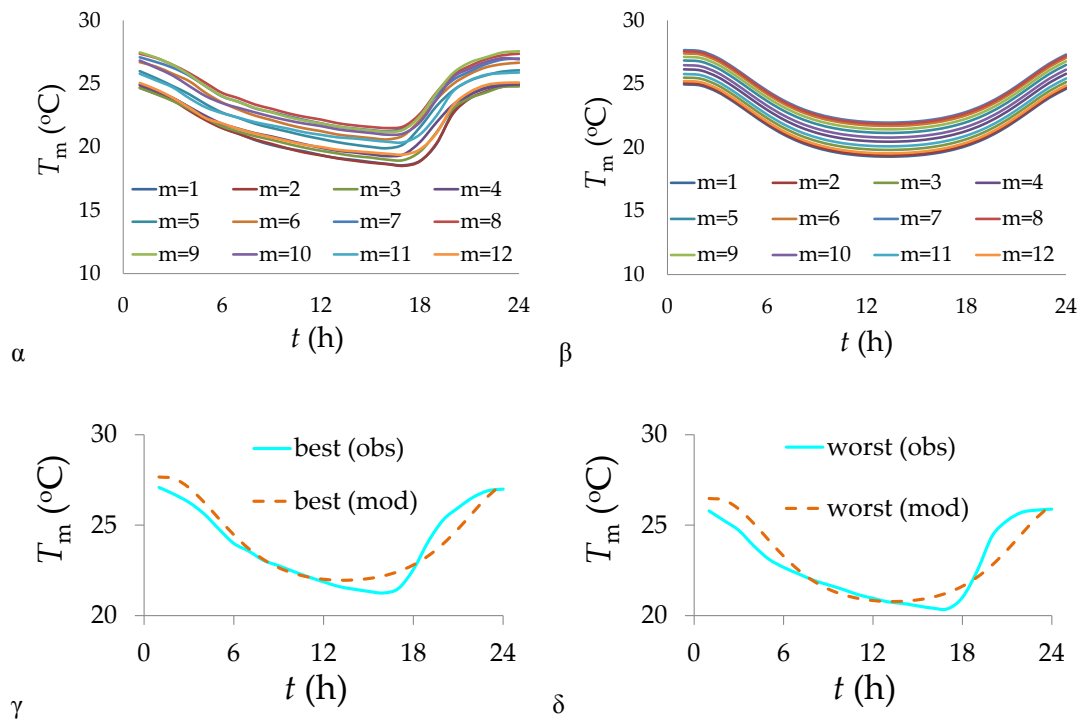 30
25
20
15
10
Tm (oC)
m=1 m=2 m=3 m=4
m=5 m=6 m=7 m=8
m=9 m=10 m=11 m=12
0 6 12 18 24
t (h)
α
30
25
20
15
10
Tm (oC)
m=1 m=2 m=3 m=4
m=5 m=6 m=7 m=8
m=9 m=10 m=11 m=12
0 6 12 18 24
t (h)
β
30
25
20
Tm (oC)
best (obs)
best (mod)
0 6 12 18 24
t (h)
γ
30
25
20
Tm (oC)
worst (obs)
worst (mod)
0 6 12 18 24
t (h)
δ